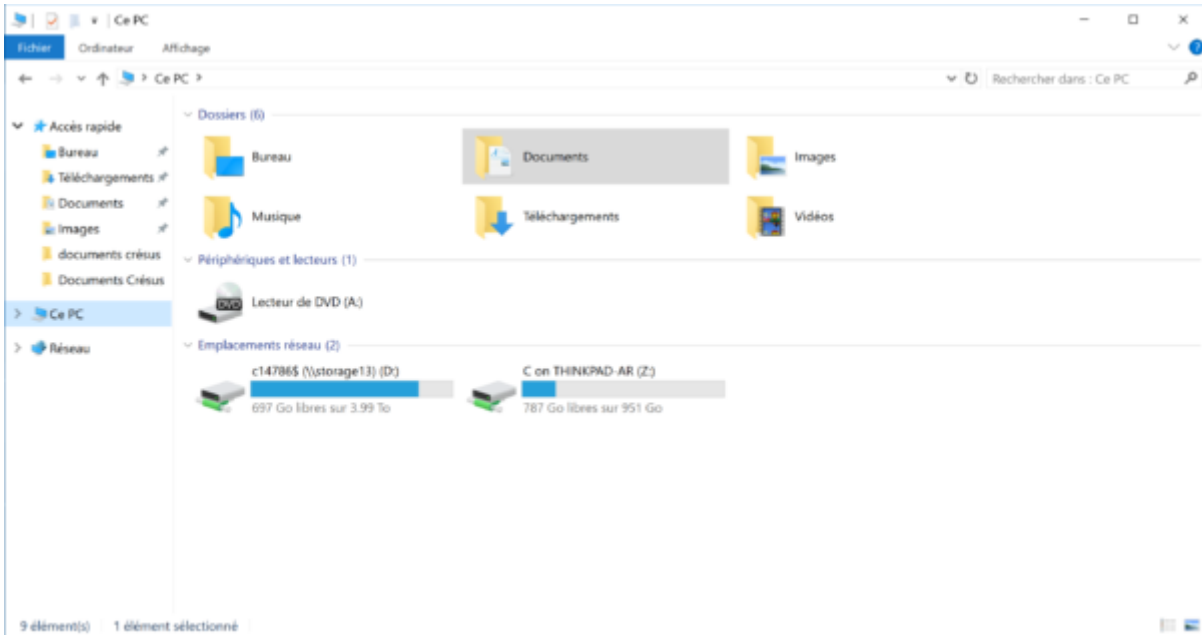 Ce PC
Fichier Ordinateur Affichage
Ce PC
Rechercher dans : Ce PC
Accès rapide
Bureau
Téléchargements
Documents
Images
documents crésus
Documents Crésus
Ce PC
Réseau
Dossiers (6)
Bureau
Documents
Images
Musique
Téléchargements
Vidéos
Périphériques et lecteurs (1)
DVD
Lecteur de DVD (A:)
Emplacements réseau (2)
c14786$ (\\storage13) (D:)
697 Go libres sur 3.99 To
C on THINKPAD-AR (Z:)
787 Go libres sur 951 Go
9 élément(s) 1 élément sélectionné